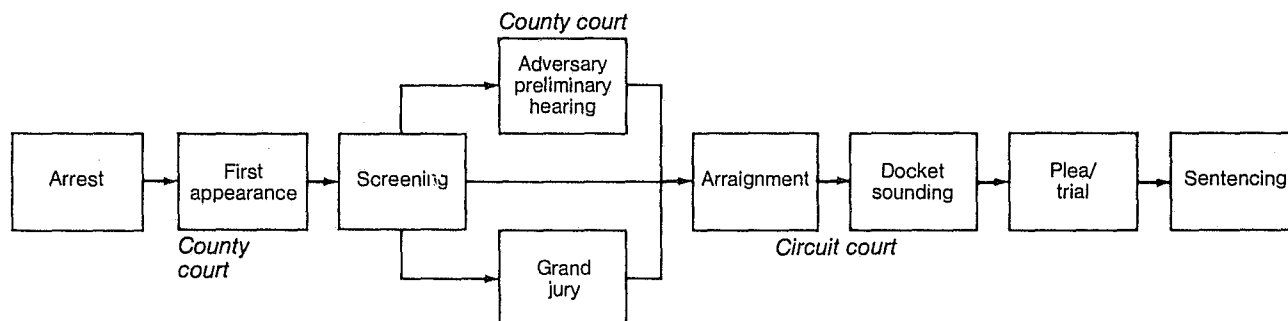 County court
Adversary
preliminary
hearing
Arrest
First
appearance
County
court
Screening
Grand
jury
Arraignment
Circuit court
Docket
sounding
Plea/
trial
Sentencing